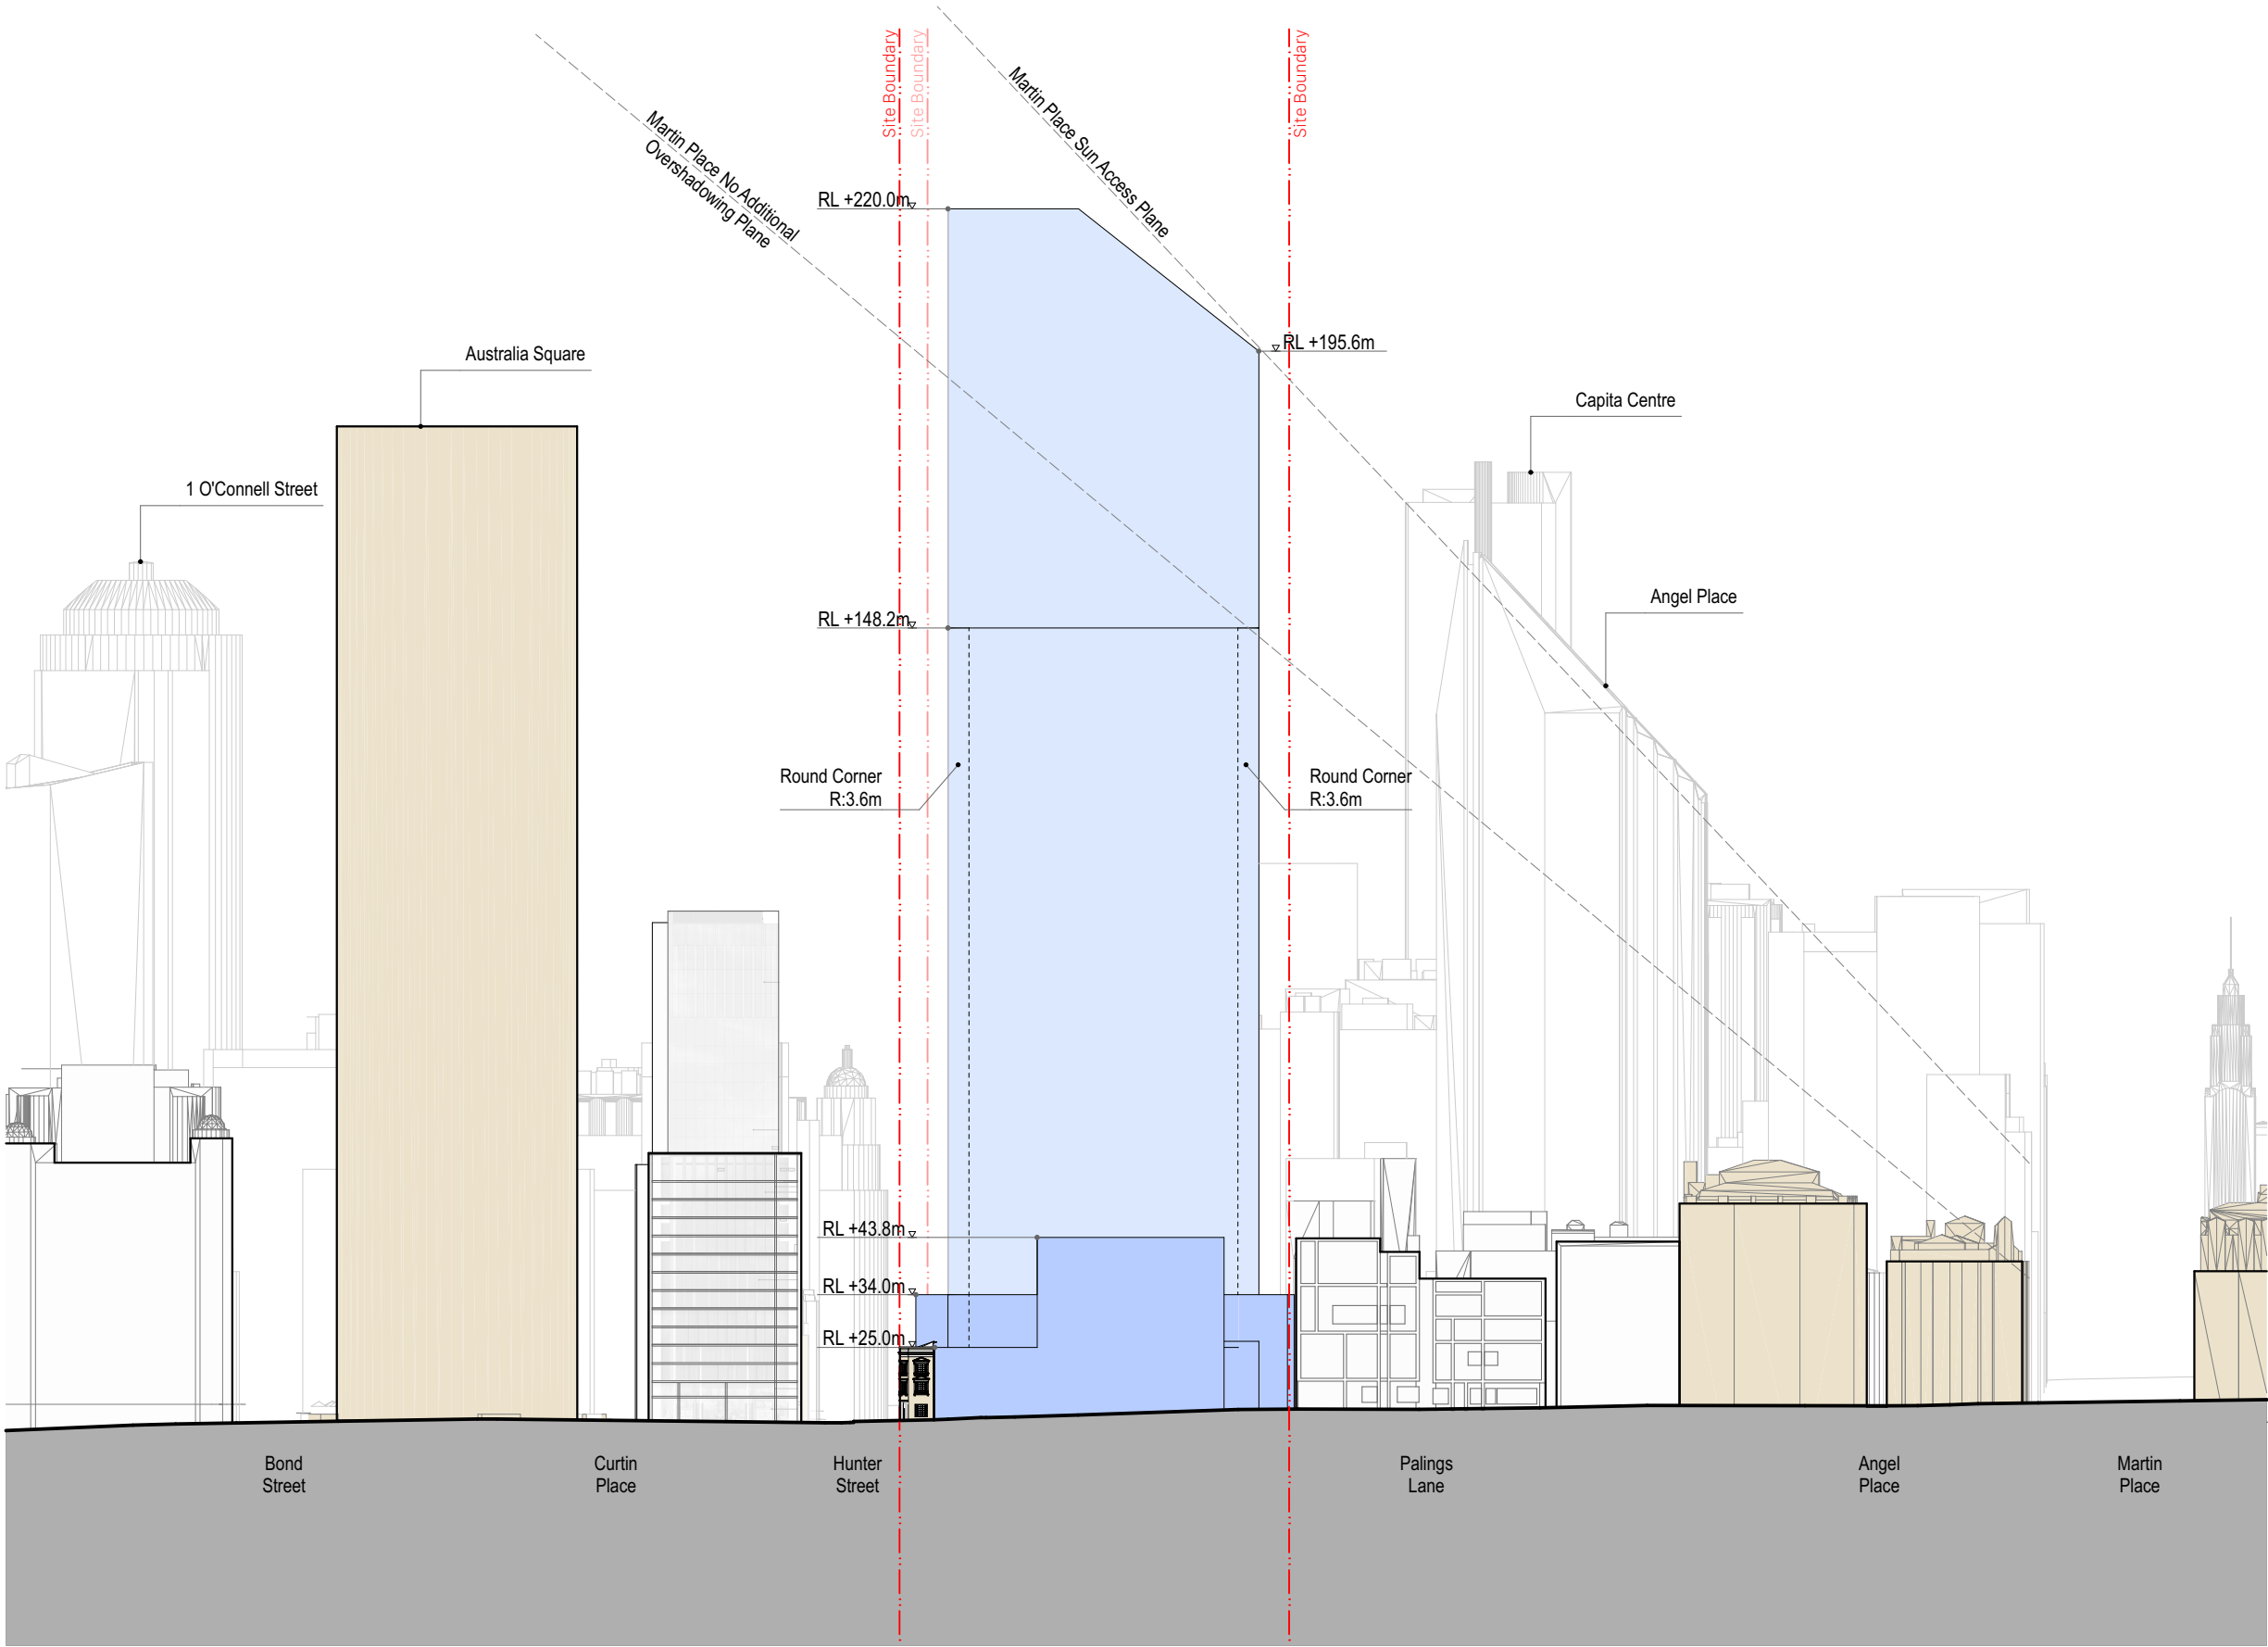 Site Boundary
Site Boundary
Site Boundary
Martin Place No Additional
Overshadowing Plane
Martin Place Sun Access Plane
RL +220.0m
RL +195.6m
Australia Square
Capita Centre
1 O'Connell Street
Angel Place
RL +148.2m
Round Corner
R:3.6m
Round Corner
R:3.6m
RL +43.8m
RL +34.0m
RL +25.0m
Bond
Street
Curtin
Place
Hunter
Street
Palings
Lane
Angel
Place
Martin
Place